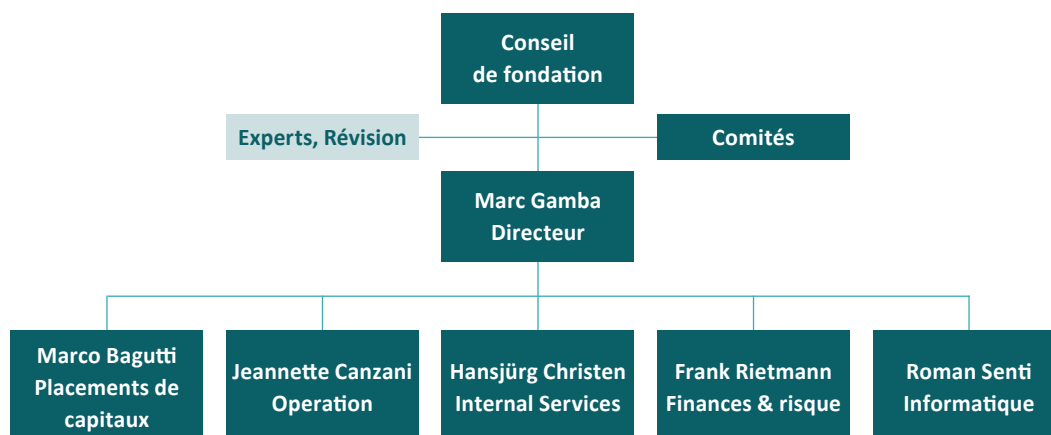 Conseil
de fondation
Experts, Révision
Comités
Marc Gamba
Directeur
Marco Bagutti
Placements de
capitaux
Jeannette Canzani
Operation
Hansjürg Christen
Internal Services
Frank Rietmann
Finances & risque
Roman Senti
Informatique